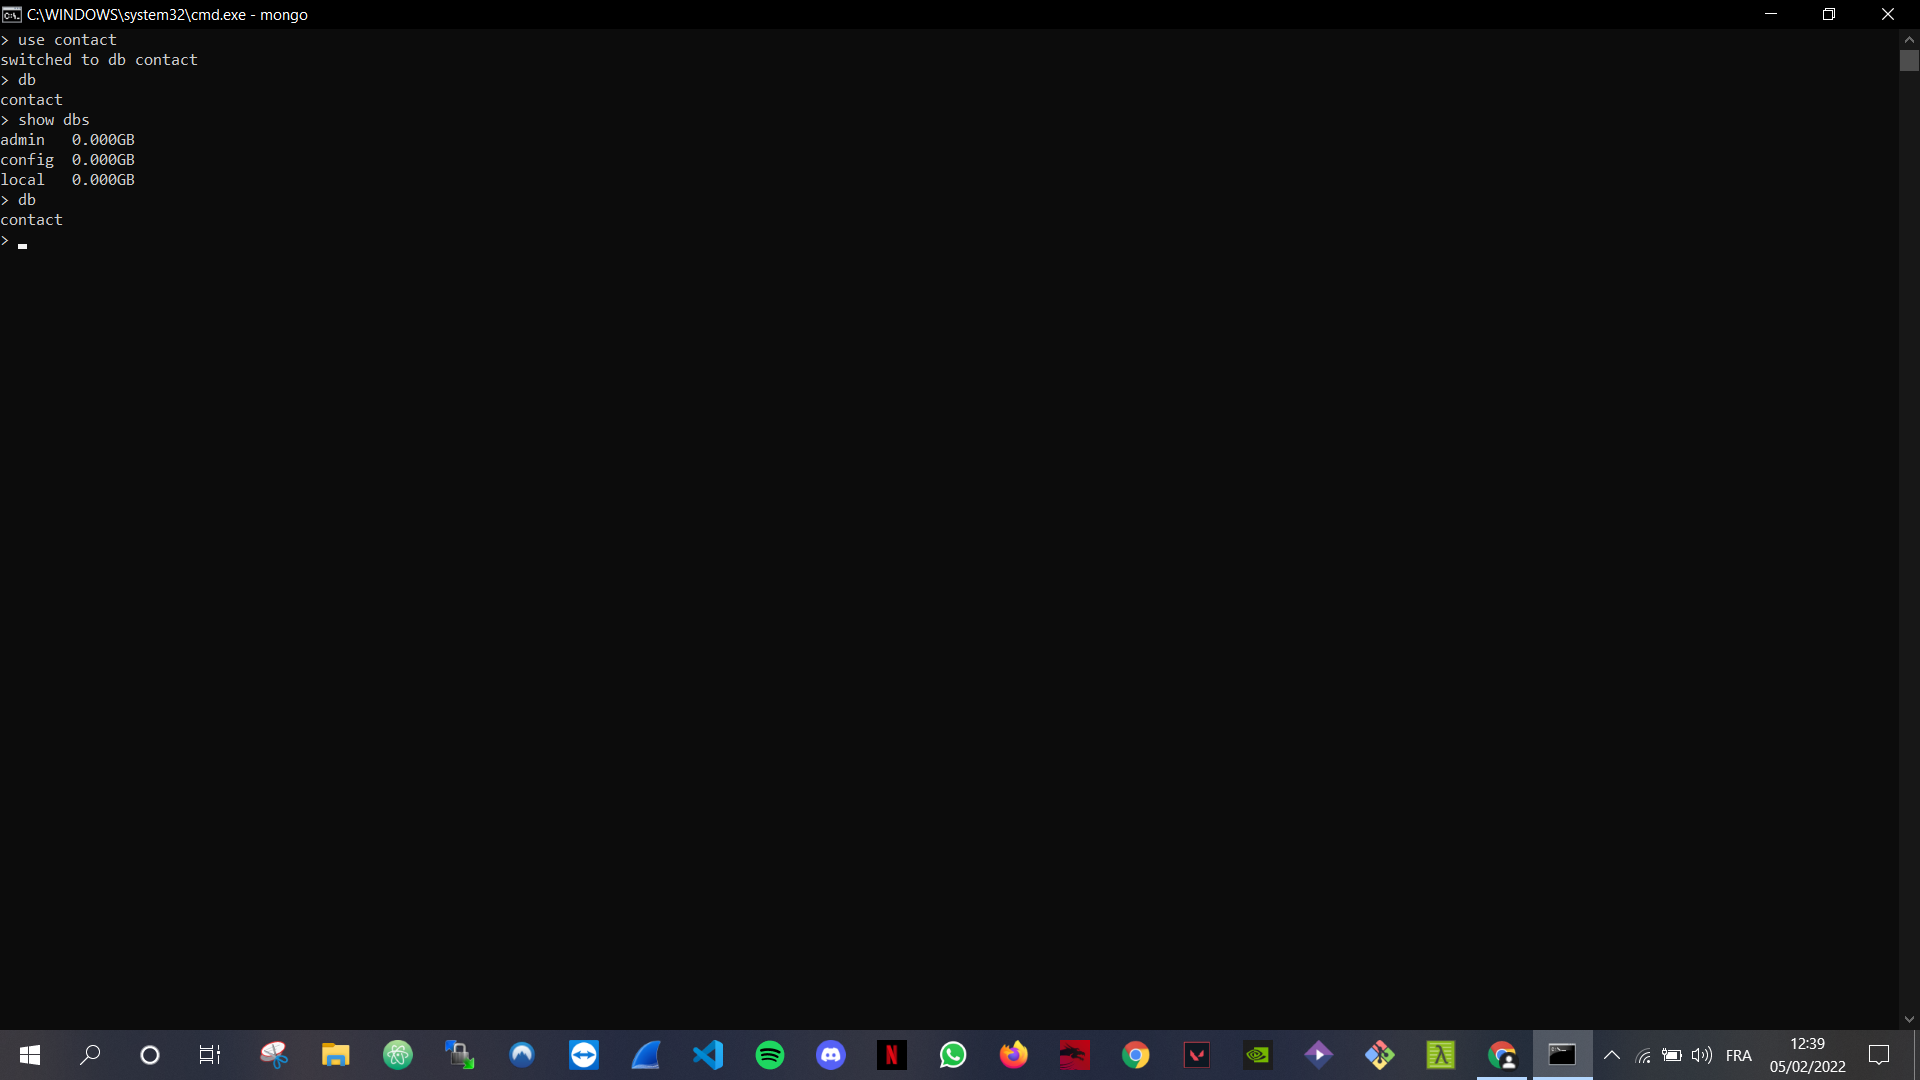 C:\WINDOWS\system32\cmd.exe - mongo
> use contact
switched to db contact
> db
contact
> show dbs
admin   0.000GB
config  0.000GB
local   0.000GB
> db
contact
>
FRA
12:39
05/02/2022